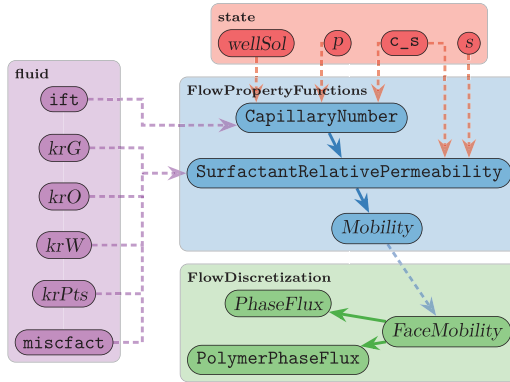 state
wellSol p c_s s
fluid
ift
krG
krO
krW
krPts
miscfact
FlowPropertyFunctions
CapillaryNumber
SurfactantRelativePermeability
Mobility
FlowDiscretization
PhaseFlux
FaceMobility
PolymerPhaseFlux